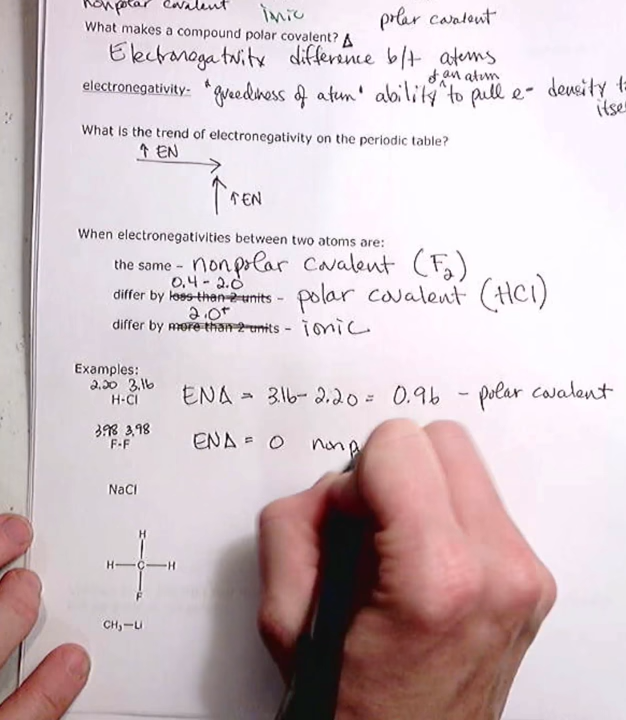 nonpolar covalent ionic polar covalent
What makes a compound polar covalent? Δ
Electronogatvity difference b/t atoms
of an atom
electronegativity- "greediness of atom" ability ^ to pull e- density
What is the trend of electronegativity on the periodic table?
↑ EN
↑EN
When electronegativities between two atoms are:
the same - nonpolar covalent (F₂)
0.4 - 2.0
differ by less than 2 units - polar covalent (HCl)
2.0+
differ by more than 2 units - ionic
Examples:
2.20 3.16
H-Cl ENΔ = 3.16 - 2.20 = 0.96 - polar covalent
3.98 3.98
F-F ENΔ = 0 nonp
NaCl
H
H—C—H
F
CH₃—Li